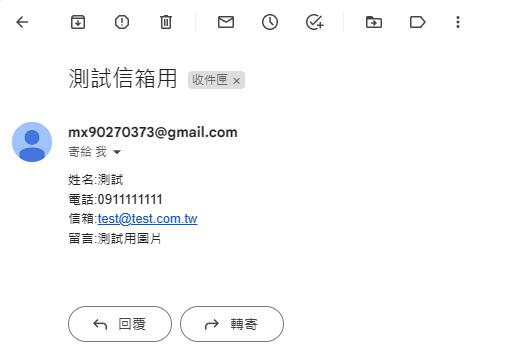 測試信箱用 收件匣 ×
mx90270373@gmail.com
寄給 我
姓名:測試
電話:0911111111
信箱:test@test.com.tw
留言:測試用圖片
回覆 轉寄